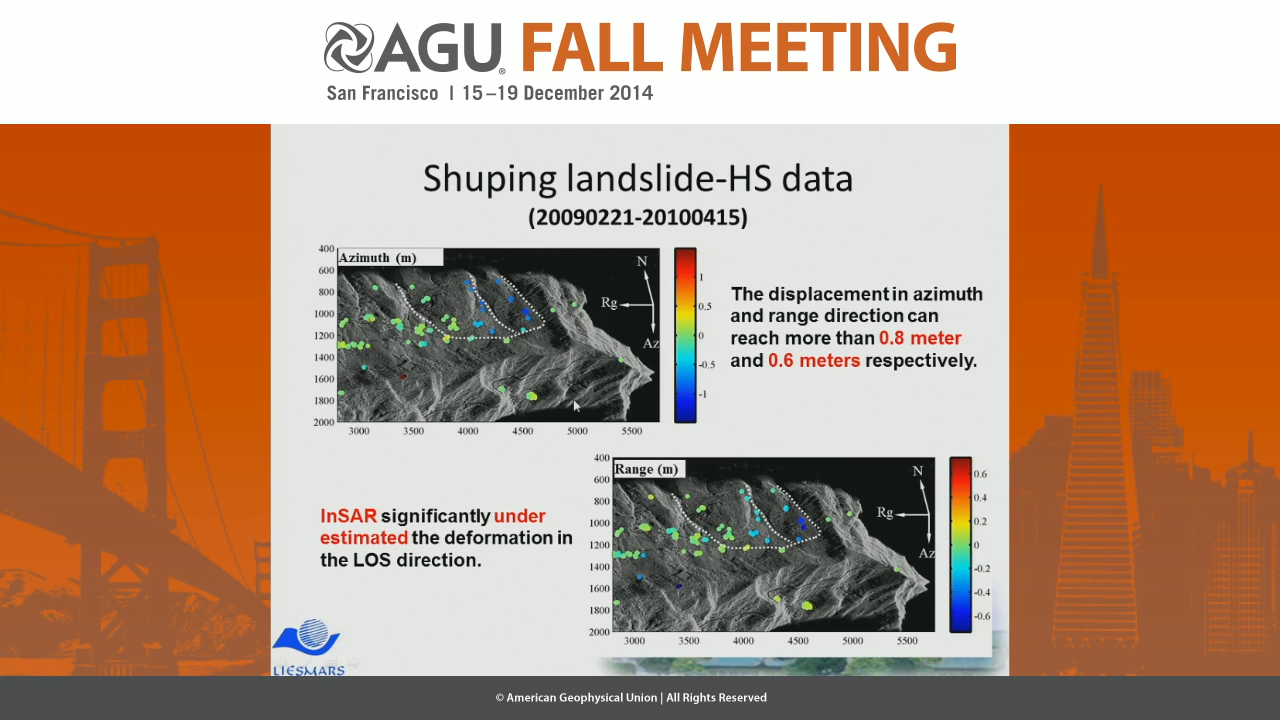 AGU® FALL MEETING
San Francisco | 15–19 December 2014
Shuping landslide-HS data
(20090221-20100415)
Azimuth (m)
400
600
800
1000
1200
1400
1600
1800
2000
3000 3500 4000 4500 5000 5500
N
Rg
Az
1
0.5
0
-0.5
-1
The displacement in azimuth
and range direction can
reach more than 0.8 meter
and 0.6 meters respectively.
InSAR significantly under
estimated the deformation in
the LOS direction.
Range (m)
400
600
800
1000
1200
1400
1600
1800
2000
3000 3500 4000 4500 5000 5500
N
Rg
Az
0.6
0.4
0.2
0
-0.2
-0.4
-0.6
LIESMARS
© American Geophysical Union | All Rights Reserved